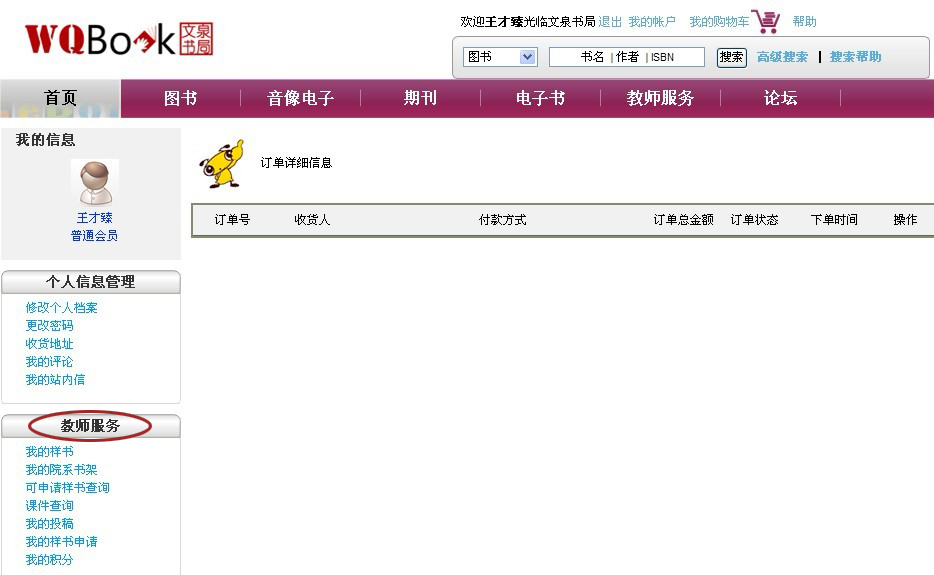 WQBook 文泉书局
欢迎王才臻光临文泉书局 退出 我的帐户 我的购物车 帮助
图书 书名 | 作者 | ISBN 搜索 高级搜索 | 搜索帮助
首页 图书 音像电子 期刊 电子书 教师服务 论坛
我的信息
王才臻
普通会员
订单详细信息
订单号 收货人 付款方式 订单总金额 订单状态 下单时间 操作
个人信息管理
修改个人档案
更改密码
收货地址
我的评论
我的站内信
教师服务
我的样书
我的院系书架
可申请样书查询
课件查询
我的投稿
我的样书申请
我的积分